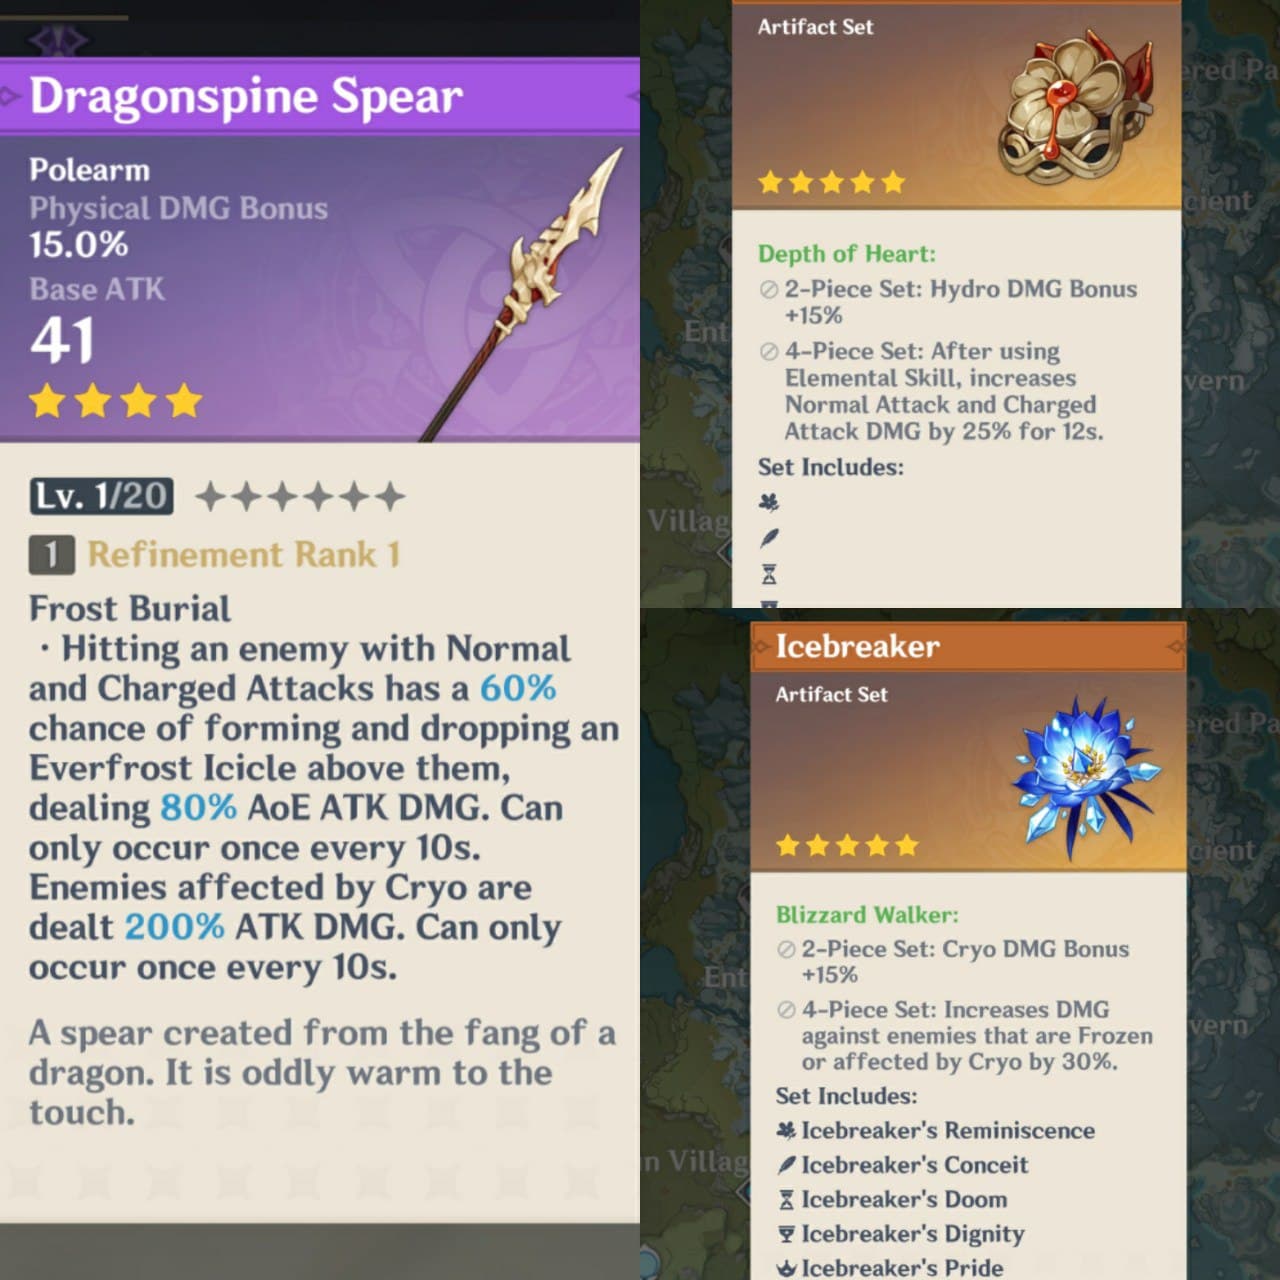 Dragonspine Spear
Polearm
Physical DMG Bonus
15.0%
Base ATK
41
Lv. 1/20
1 Refinement Rank 1
Frost Burial
· Hitting an enemy with Normal
and Charged Attacks has a 60%
chance of forming and dropping an
Everfrost Icicle above them,
dealing 80% AoE ATK DMG. Can
only occur once every 10s.
Enemies affected by Cryo are
dealt 200% ATK DMG. Can only
occur once every 10s.
A spear created from the fang of a
dragon. It is oddly warm to the
touch.
Artifact Set
Depth of Heart:
2-Piece Set: Hydro DMG Bonus
+15%
4-Piece Set: After using
Elemental Skill, increases
Normal Attack and Charged
Attack DMG by 25% for 12s.
Set Includes:
ered Pa
cient
Ent
vern
Villag
Icebreaker
Artifact Set
Blizzard Walker:
2-Piece Set: Cryo DMG Bonus
+15%
4-Piece Set: Increases DMG
against enemies that are Frozen
or affected by Cryo by 30%.
Set Includes:
Icebreaker's Reminiscence
Icebreaker's Conceit
Icebreaker's Doom
Icebreaker's Dignity
Icebreaker's Pride
ered Pa
cient
Ent
vern
n Villag